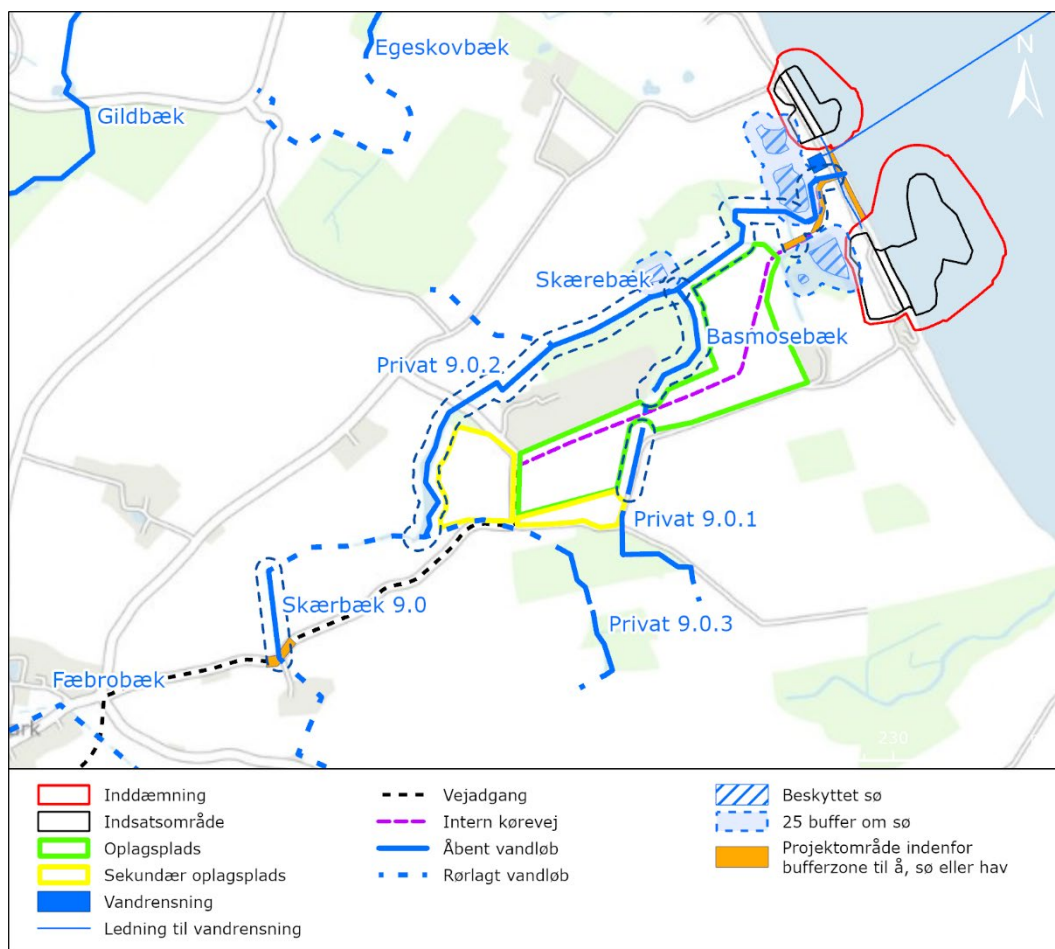 Egeskovbæk
N
Gildbæk
Skærebæk
Basmosebæk
Privat 9.0.2
Privat 9.0.1
Skærbæk 9.0
Privat 9.0.3
Fæbrobæk
ark
230
Inddæmning
Indsatsområde
Oplagsplads
Sekundær oplagsplads
Vandrensning
Ledning til vandrensning
Vejadgang
Intern kørevej
Åbent vandløb
Rørlagt vandløb
Beskyttet sø
25 buffer om sø
Projektområde indenfor
bufferzone til å, sø eller hav